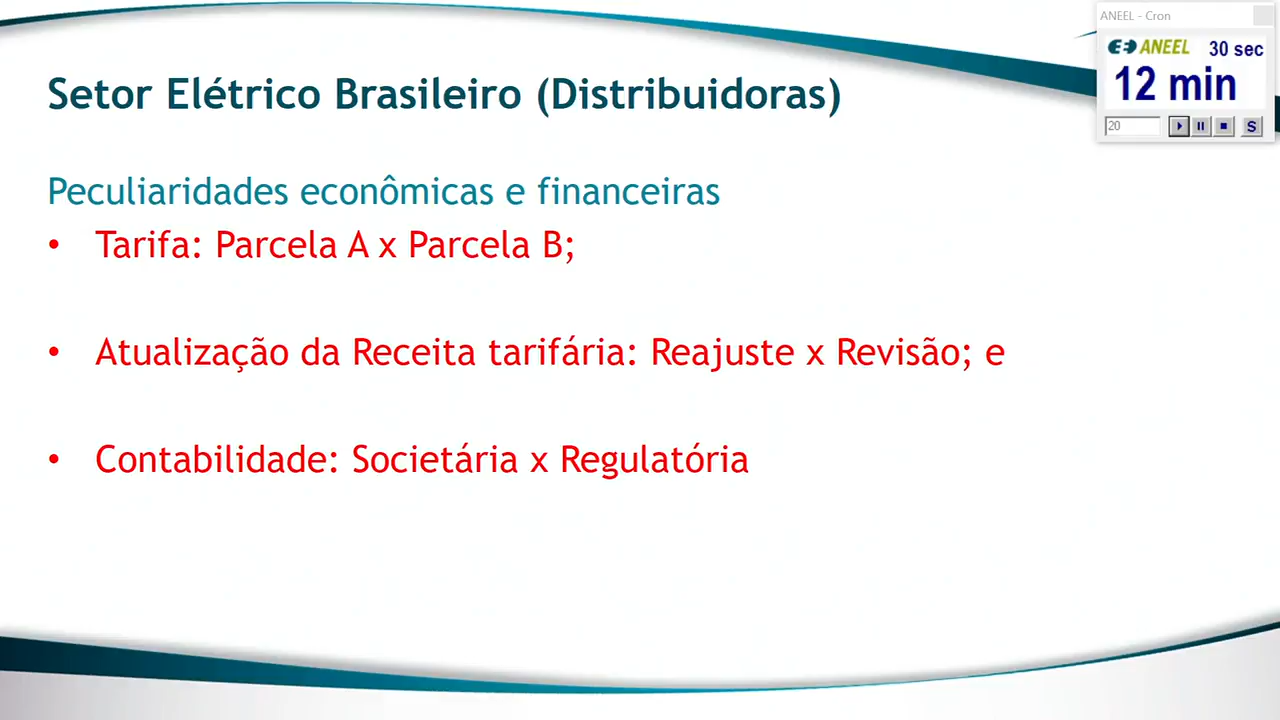 ANEEL - Cron
ANEEL 30 sec
12 min
20
S
Setor Elétrico Brasileiro (Distribuidoras)
Peculiaridades econômicas e financeiras
• Tarifa: Parcela A x Parcela B;
• Atualização da Receita tarifária: Reajuste x Revisão; e
• Contabilidade: Societária x Regulatória